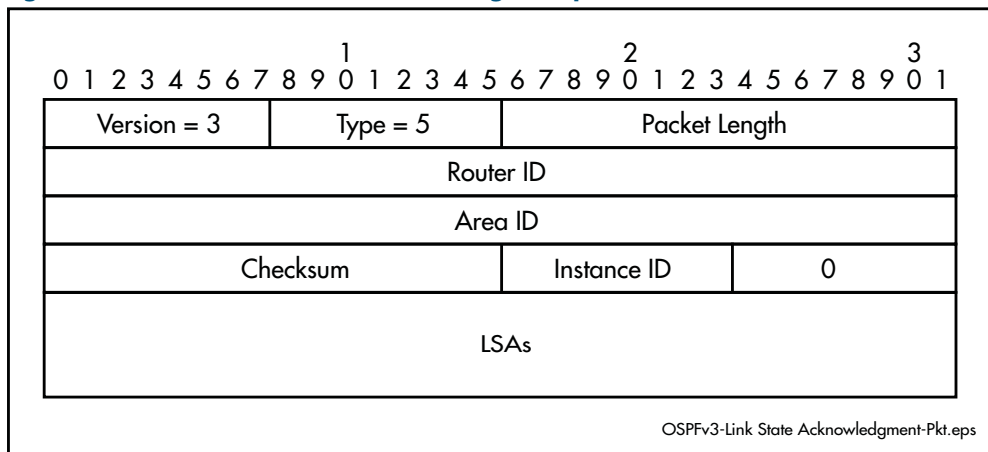 1 2 3
0 1 2 3 4 5 6 7 8 9 0 1 2 3 4 5 6 7 8 9 0 1 2 3 4 5 6 7 8 9 0 1
Version = 3 Type = 5 Packet Length
Router ID
Area ID
Checksum Instance ID 0
LSAs
OSPFv3-Link State Acknowledgment-Pkt.eps